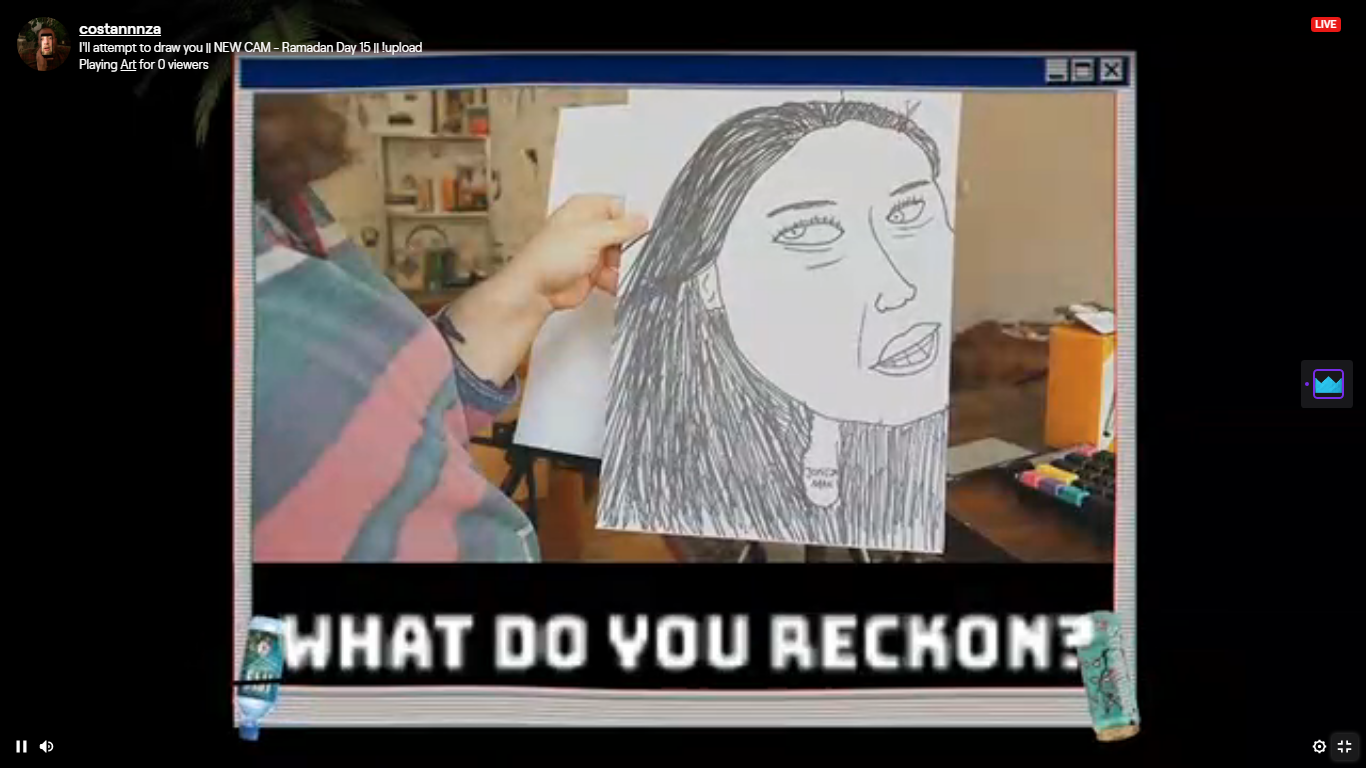 costannnza
I'll attempt to draw you || NEW CAM - Ramadan Day 15 || !upload
Playing Art for 0 viewers
LIVE
WHAT DO YOU RECKON?